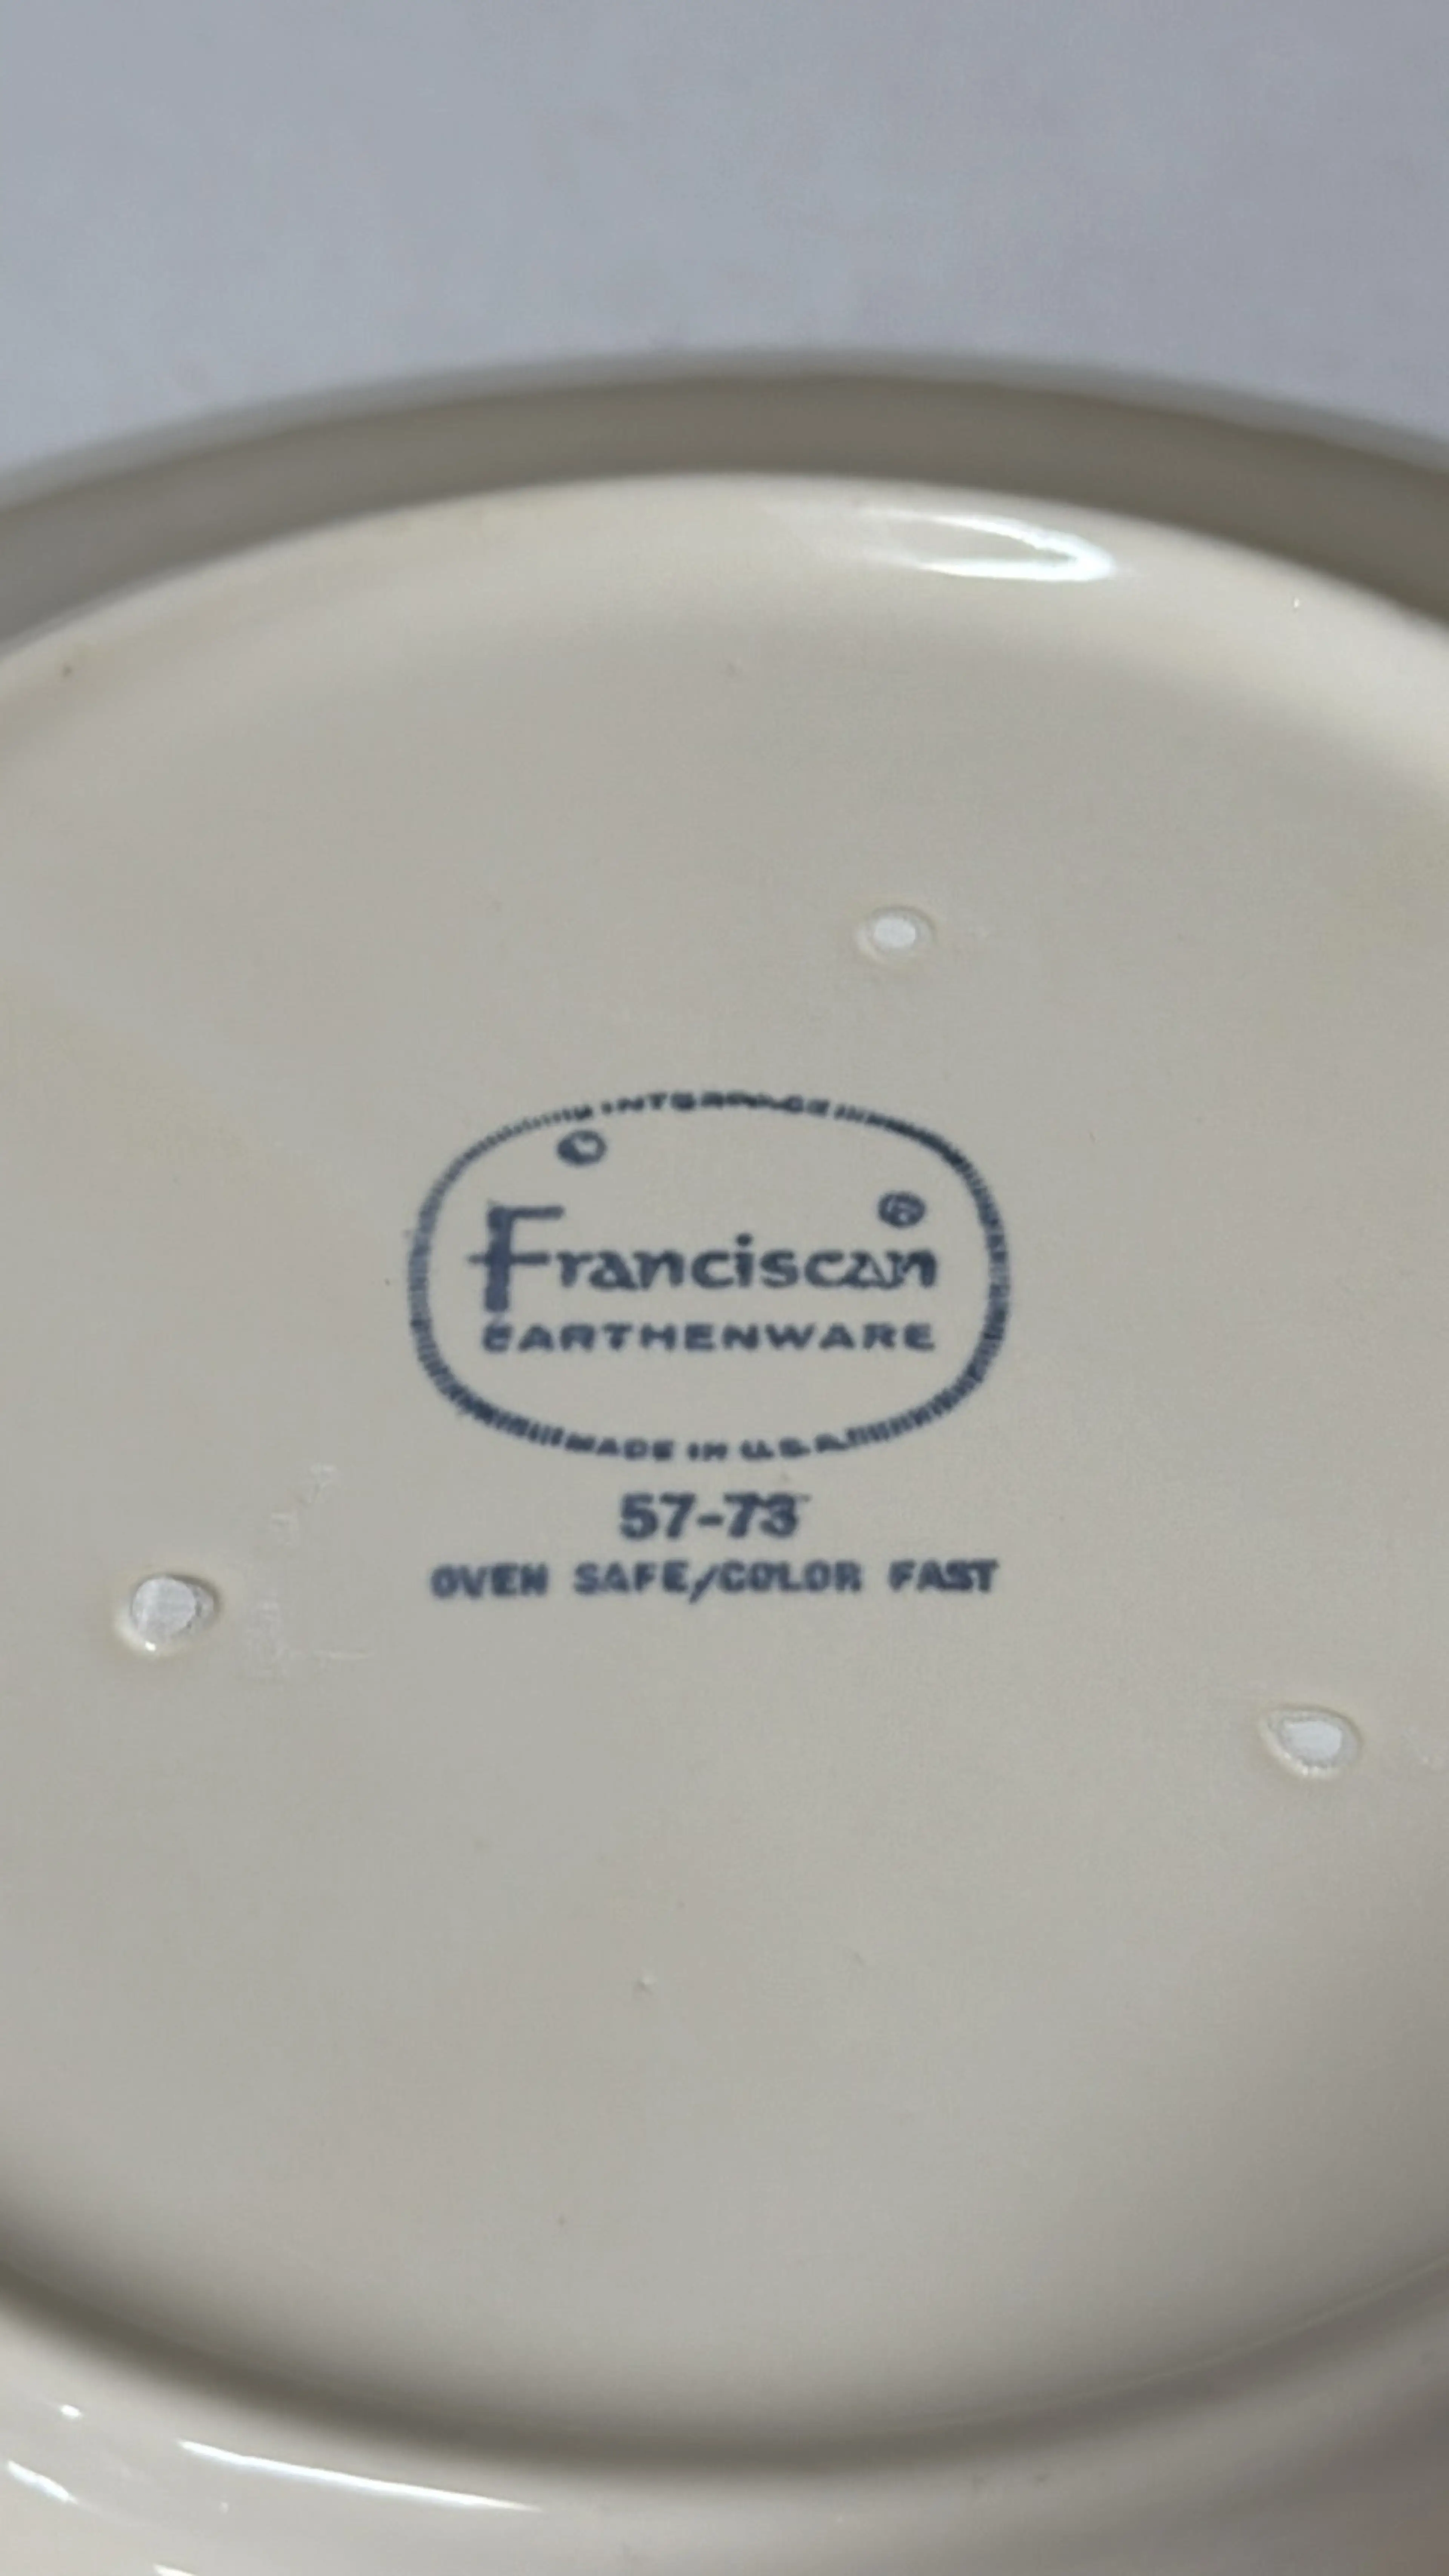 INTERPACE
©
®
Franciscan
EARTHENWARE
MADE IN U.S.A.
57-73
OVEN SAFE/COLOR FAST